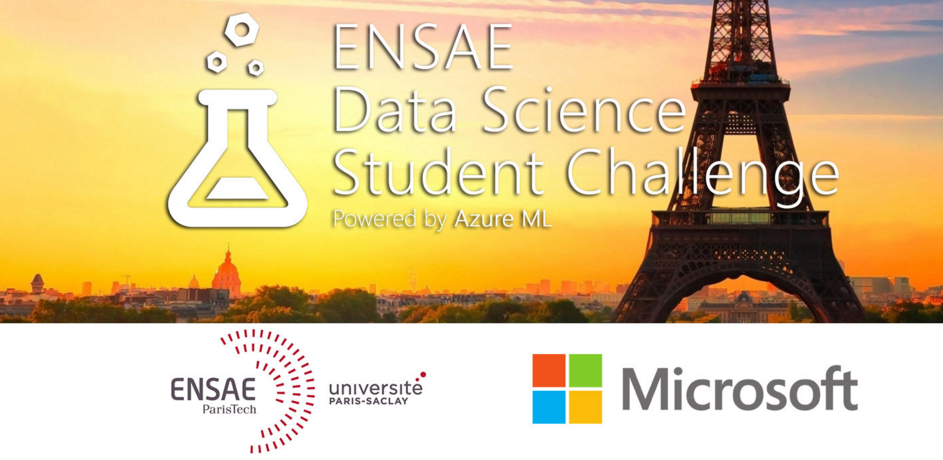 ENSAE
Data Science
Student Challenge
Powered by Azure ML
ENSAE
ParisTech
université
PARIS-SACLAY
Microsoft